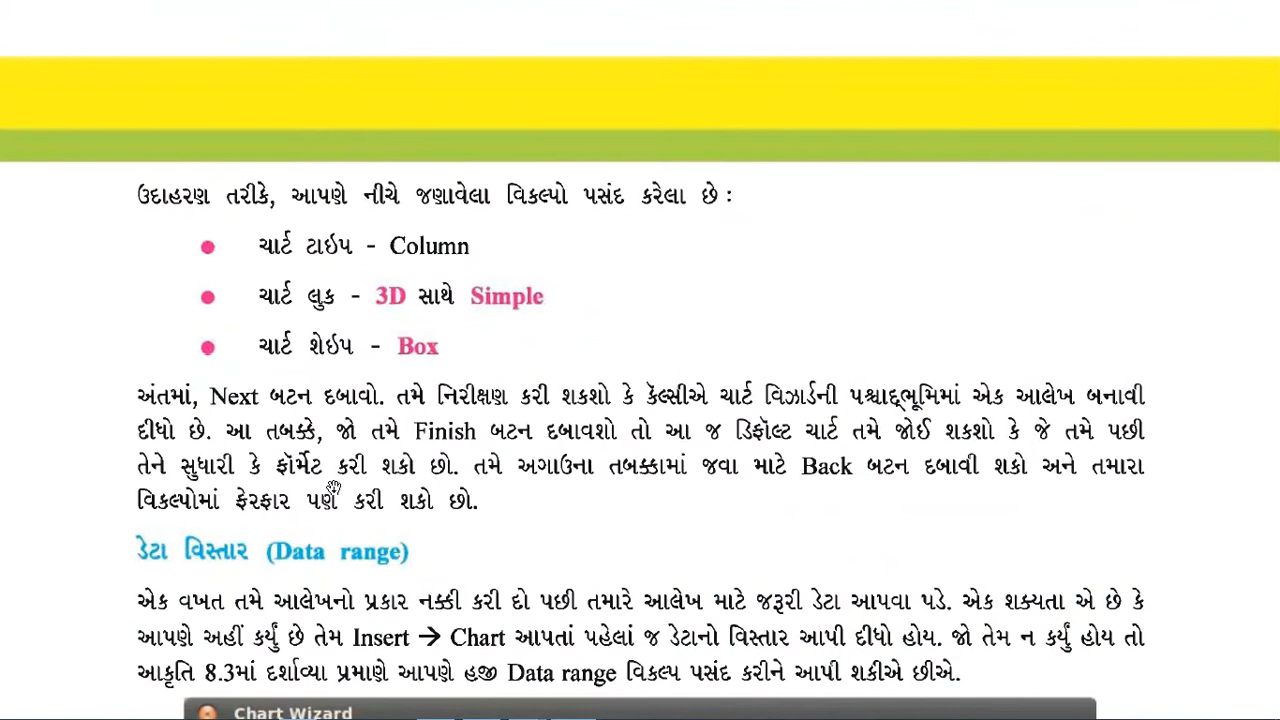 ઉદાહરણ તરીકે, આપણે નીચે જણાવેલા વિકલ્પો પસંદ કરેલા છે :
● ચાર્ટ ટાઇપ - Column
● ચાર્ટ લુક - 3D સાથે Simple
● ચાર્ટ શેઇપ - Box
અંતમાં, Next બટન દબાવો. તમે નિરીક્ષણ કરી શકશો કે કૅલ્સીએ ચાર્ટ વિઝાર્ડની પશ્ચાદ્ભૂમિમાં એક આલેખ બનાવી
દીધો છે. આ તબક્કે, જો તમે Finish બટન દબાવશો તો આ જ ડિફૉલ્ટ ચાર્ટ તમે જોઈ શકશો કે જે તમે પછી
તેને સુધારી કે ફૉર્મેટ કરી શકો છો. તમે અગાઉના તબક્કામાં જવા માટે Back બટન દબાવી શકો અને તમારા
વિકલ્પોમાં ફેરફાર પણ કરી શકો છો.
ડેટા વિસ્તાર (Data range)
એક વખત તમે આલેખનો પ્રકાર નક્કી કરી દો પછી તમારે આલેખ માટે જરૂરી ડેટા આપવા પડે. એક શક્યતા એ છે કે
આપણે અહીં કર્યું છે તેમ Insert → Chart આપતાં પહેલાં જ ડેટાનો વિસ્તાર આપી દીધો હોય. જો તેમ ન કર્યું હોય તો
આકૃતિ 8.3માં દર્શાવ્યા પ્રમાણે આપણે હજી Data range વિકલ્પ પસંદ કરીને આપી શકીએ છીએ.
Chart Wizard